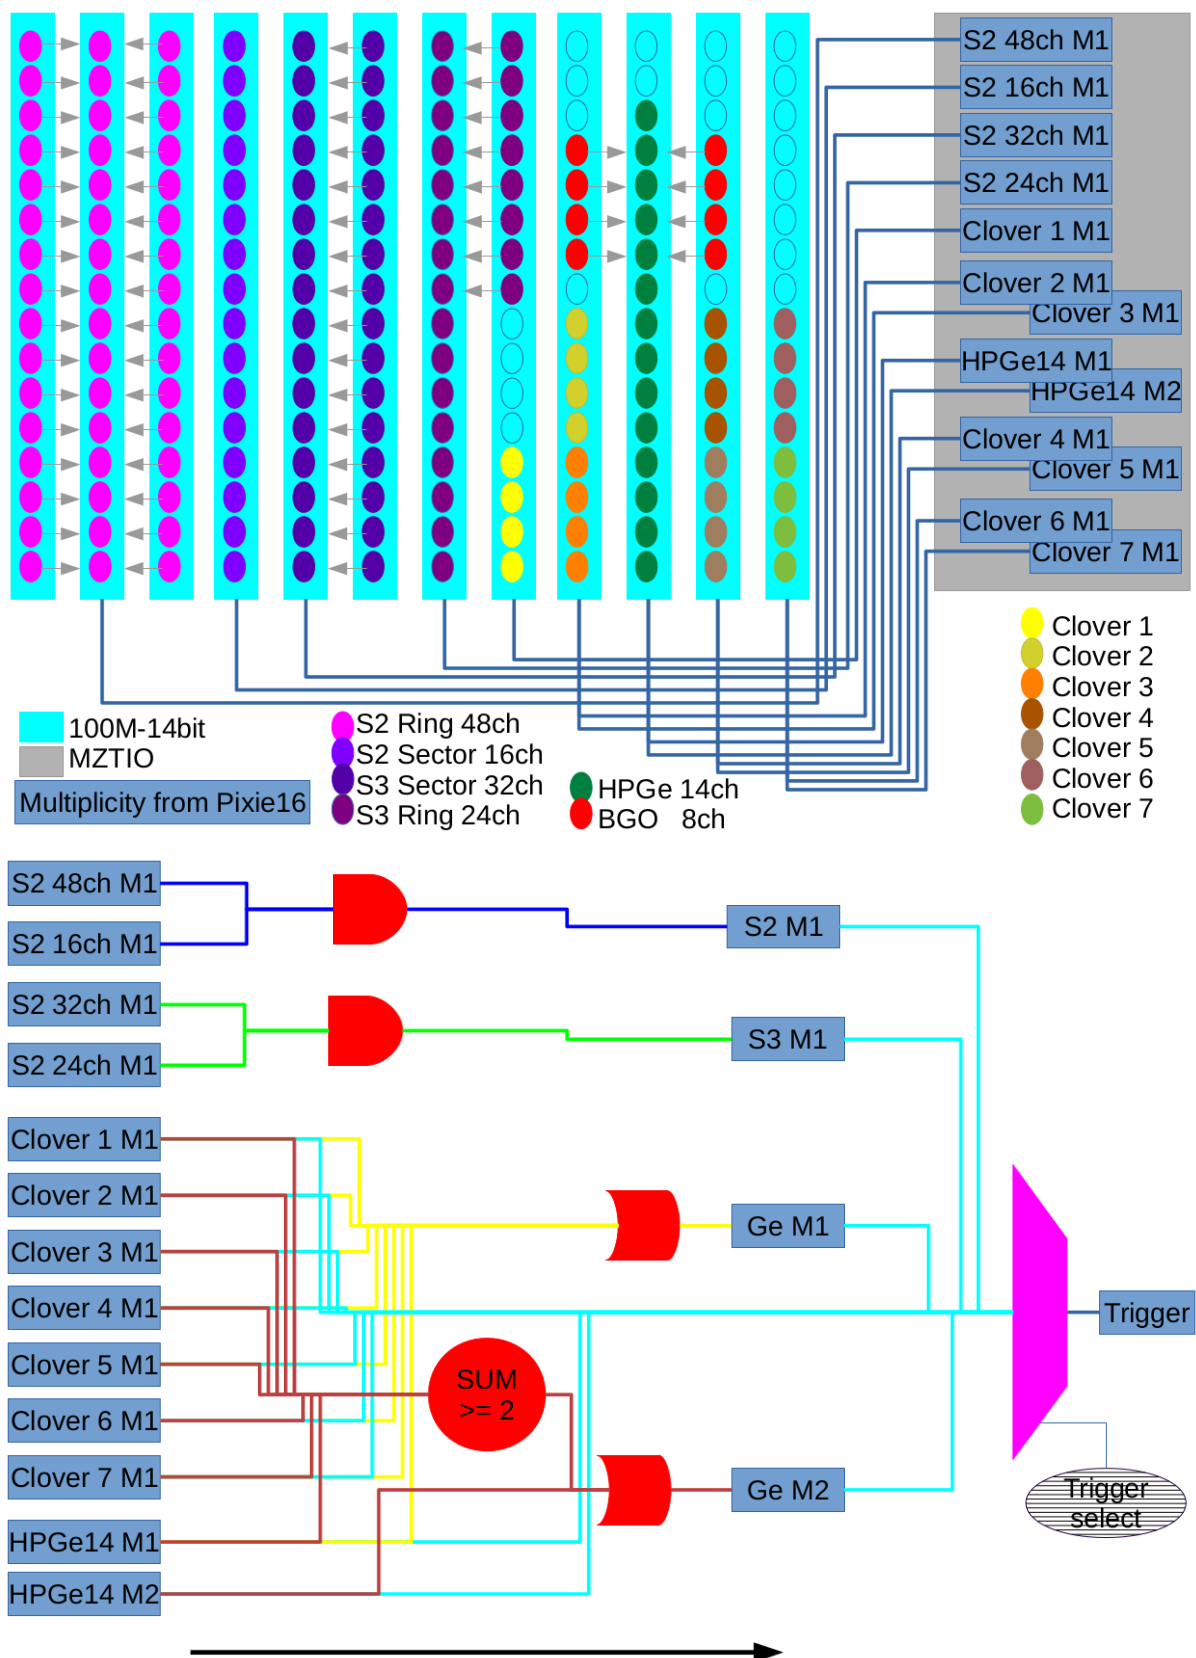 S2 48ch M1
S2 16ch M1
S2 32ch M1
S2 24ch M1
Clover 1 M1
Clover 2 M1
Clover 3 M1
HPGe14 M1
HPGe14 M2
Clover 4 M1
Clover 5 M1
Clover 6 M1
Clover 7 M1
Clover 1
Clover 2
Clover 3
Clover 4
Clover 5
Clover 6
Clover 7
100M-14bit
MZTIO
Multiplicity from Pixie16
S2 Ring 48ch
S2 Sector 16ch
S3 Sector 32ch
S3 Ring 24ch
HPGe 14ch
BGO 8ch
S2 48ch M1
S2 16ch M1
S2 M1
S2 32ch M1
S2 24ch M1
S3 M1
Clover 1 M1
Clover 2 M1
Clover 3 M1
Clover 4 M1
Clover 5 M1
Clover 6 M1
Clover 7 M1
HPGe14 M1
HPGe14 M2
SUM
>= 2
Ge M1
Ge M2
Trigger
Trigger
select